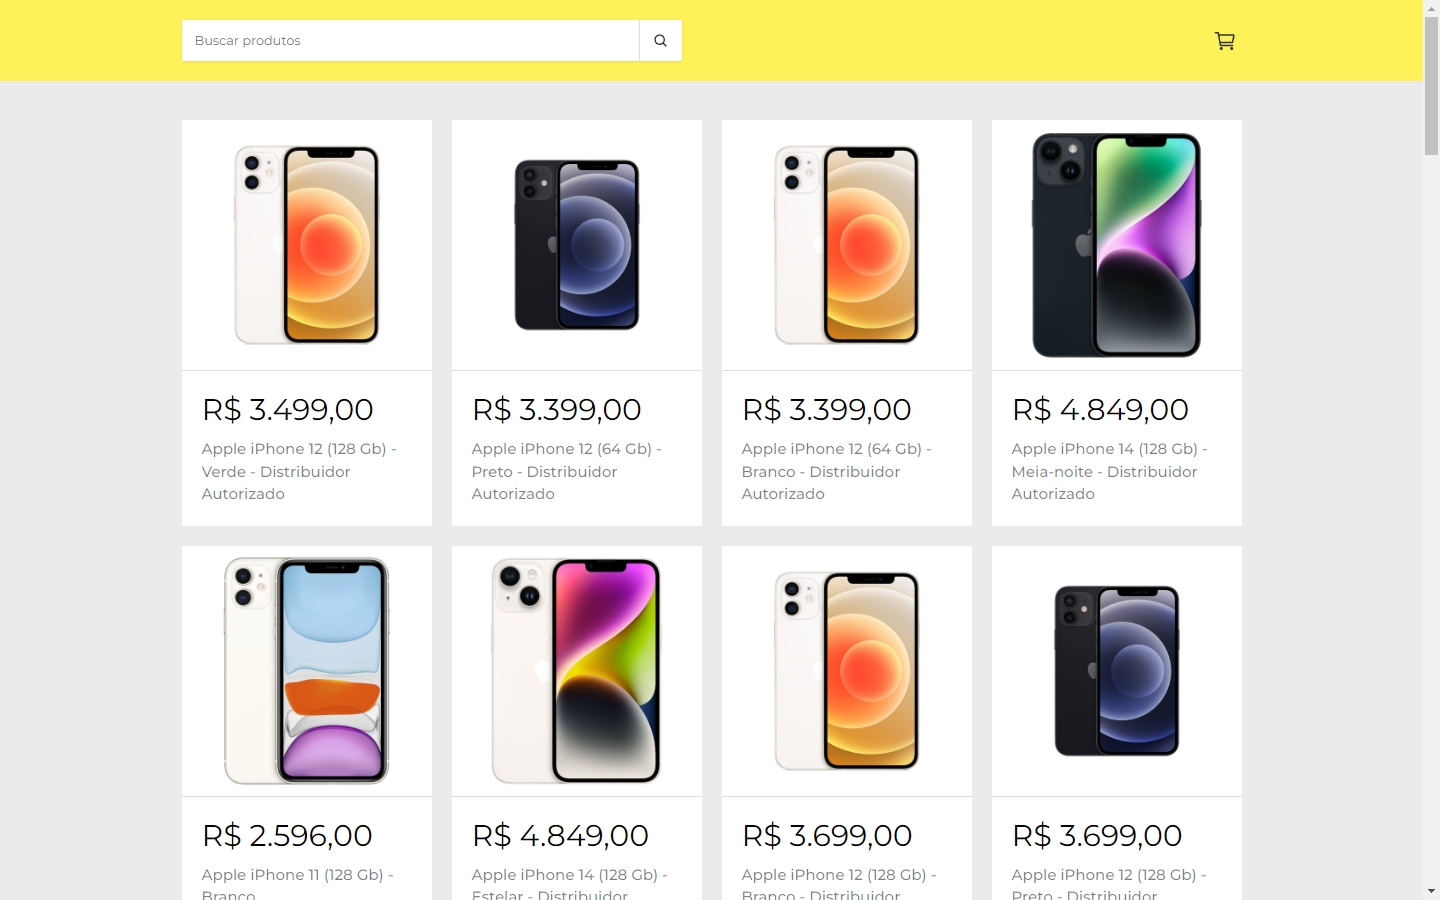 Buscar produtos
R$ 3.499,00
Apple iPhone 12 (128 Gb) -
Verde - Distribuidor
Autorizado
R$ 3.399,00
Apple iPhone 12 (64 Gb) -
Preto - Distribuidor
Autorizado
R$ 3.399,00
Apple iPhone 12 (64 Gb) -
Branco - Distribuidor
Autorizado
R$ 4.849,00
Apple iPhone 14 (128 Gb) -
Meia-noite - Distribuidor
Autorizado
R$ 2.596,00
Apple iPhone 11 (128 Gb) -
Branco
R$ 4.849,00
Apple iPhone 14 (128 Gb) -
Estelar - Distribuidor
R$ 3.699,00
Apple iPhone 12 (128 Gb) -
Branco - Distribuidor
R$ 3.699,00
Apple iPhone 12 (128 Gb) -
Preto - Distribuidor